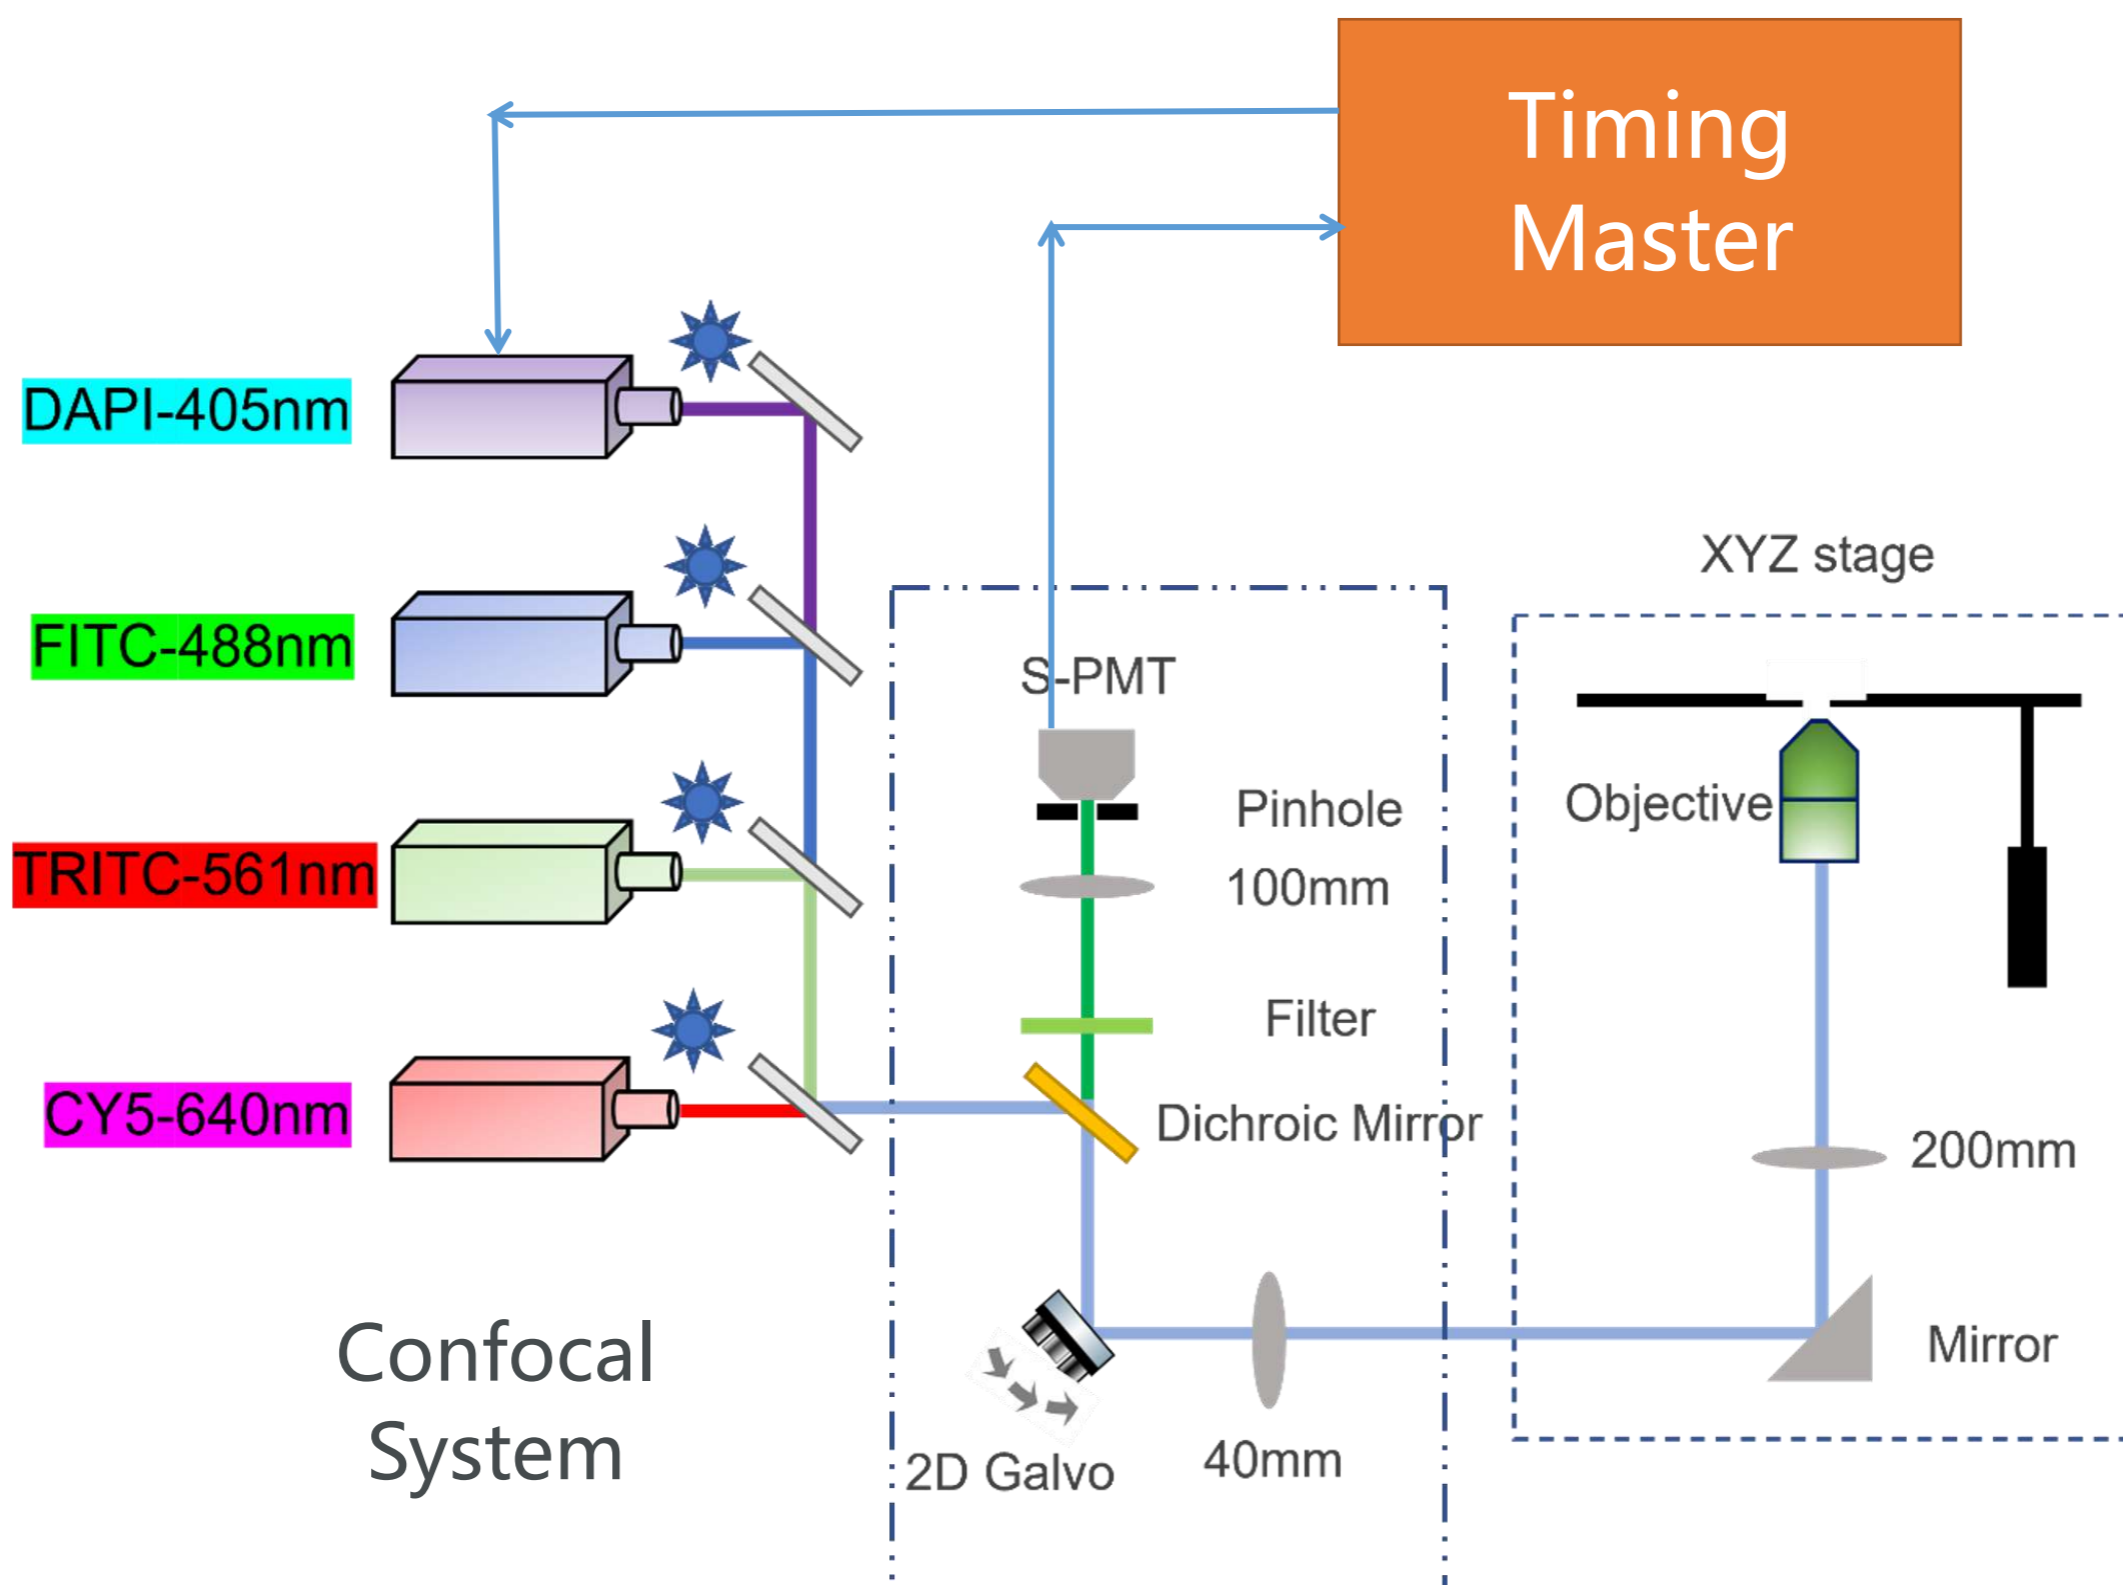 Timing
Master
DAPI-405nm
FITC-488nm
TRITC-561nm
CY5-640nm
S-PMT
Pinhole
100mm
Filter
Dichroic Mirror
2D Galvo
40mm
XYZ stage
Objective
200mm
Mirror
Confocal
System